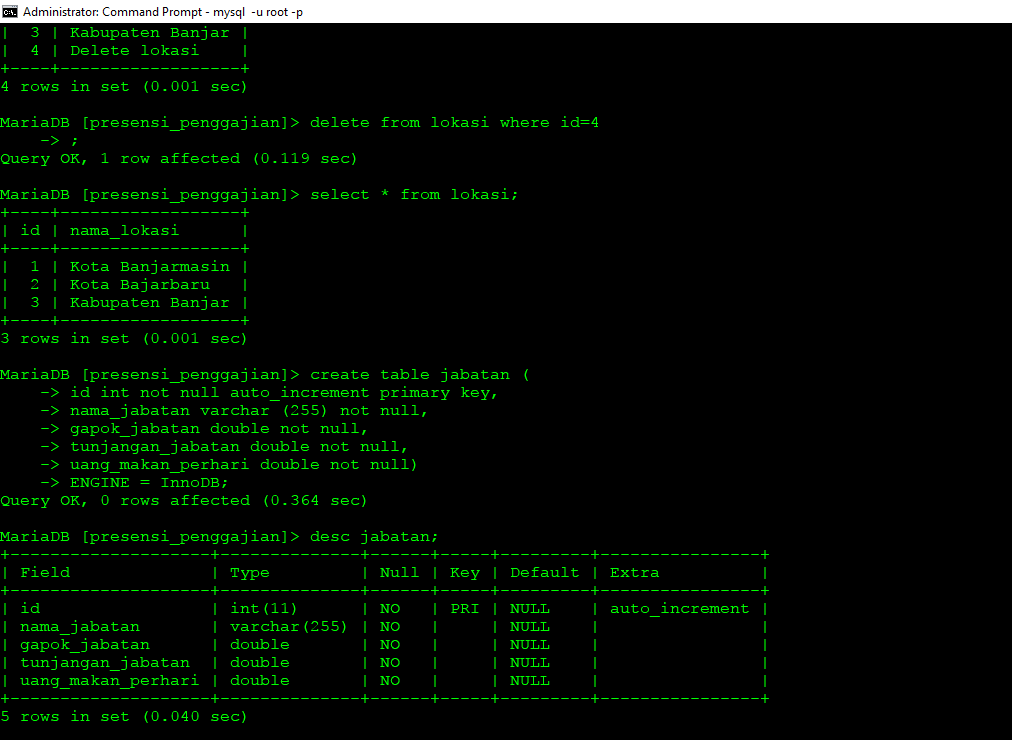 Administrator: Command Prompt - mysql  -u root -p
|  3 | Kabupaten Banjar |
|  4 | Delete lokasi    |
+----+------------------+
4 rows in set (0.001 sec)

MariaDB [presensi_penggajian]> delete from lokasi where id=4
    -> ;
Query OK, 1 row affected (0.119 sec)

MariaDB [presensi_penggajian]> select * from lokasi;
+----+------------------+
| id | nama_lokasi      |
+----+------------------+
|  1 | Kota Banjarmasin |
|  2 | Kota Bajarbaru   |
|  3 | Kabupaten Banjar |
+----+------------------+
3 rows in set (0.001 sec)

MariaDB [presensi_penggajian]> create table jabatan (
    -> id int not null auto_increment primary key,
    -> nama_jabatan varchar (255) not null,
    -> gapok_jabatan double not null,
    -> tunjangan_jabatan double not null,
    -> uang_makan_perhari double not null)
    -> ENGINE = InnoDB;
Query OK, 0 rows affected (0.364 sec)

MariaDB [presensi_penggajian]> desc jabatan;
+--------------------+--------------+------+-----+---------+----------------+
| Field              | Type         | Null | Key | Default | Extra          |
+--------------------+--------------+------+-----+---------+----------------+
| id                 | int(11)      | NO   | PRI | NULL    | auto_increment |
| nama_jabatan       | varchar(255) | NO   |     | NULL    |                |
| gapok_jabatan      | double       | NO   |     | NULL    |                |
| tunjangan_jabatan  | double       | NO   |     | NULL    |                |
| uang_makan_perhari | double       | NO   |     | NULL    |                |
+--------------------+--------------+------+-----+---------+----------------+
5 rows in set (0.040 sec)